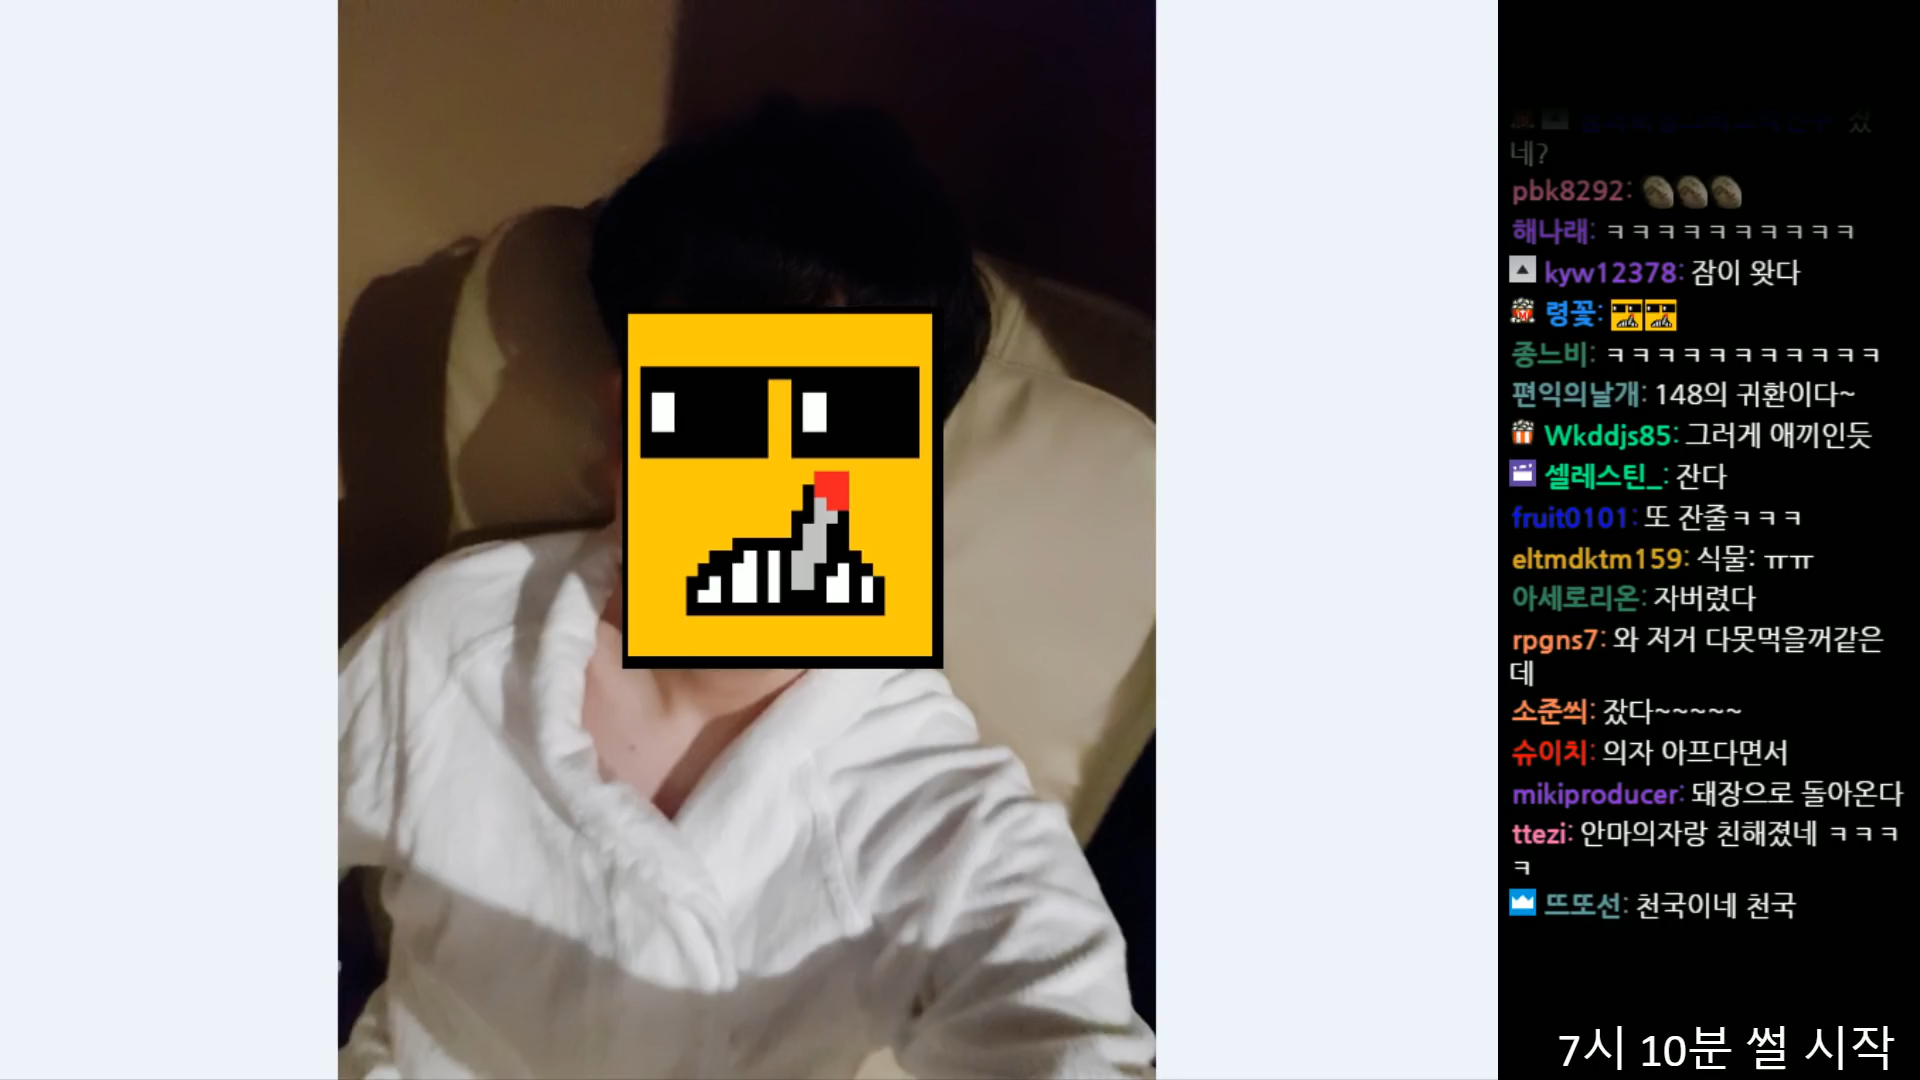 네?
pbk8292:
해나래: ㅋㅋㅋㅋㅋㅋㅋㅋㅋㅋ
kyw12378: 잠이 왓다
령꽃:
종느비: ㅋㅋㅋㅋㅋㅋㅋㅋㅋㅋㅋ
편익의날개: 148의 귀환이다~
Wkddjs85: 그러게 애끼인듯
셀레스틴_: 잔다
fruit0101: 또 잔줄ㅋㅋㅋ
eltmdktm159: 식물: ㅠㅠ
아세로리온: 자버렸다
rpgns7: 와 저거 다못먹을꺼같은
데
소준씌: 잤다~~~~~
슈이치: 의자 아프다면서
mikiproducer: 돼장으로 돌아온다
ttezi: 안마의자랑 친해졌네 ㅋㅋㅋ
ㅋ
뜨또선: 천국이네 천국
7시 10분 썰 시작